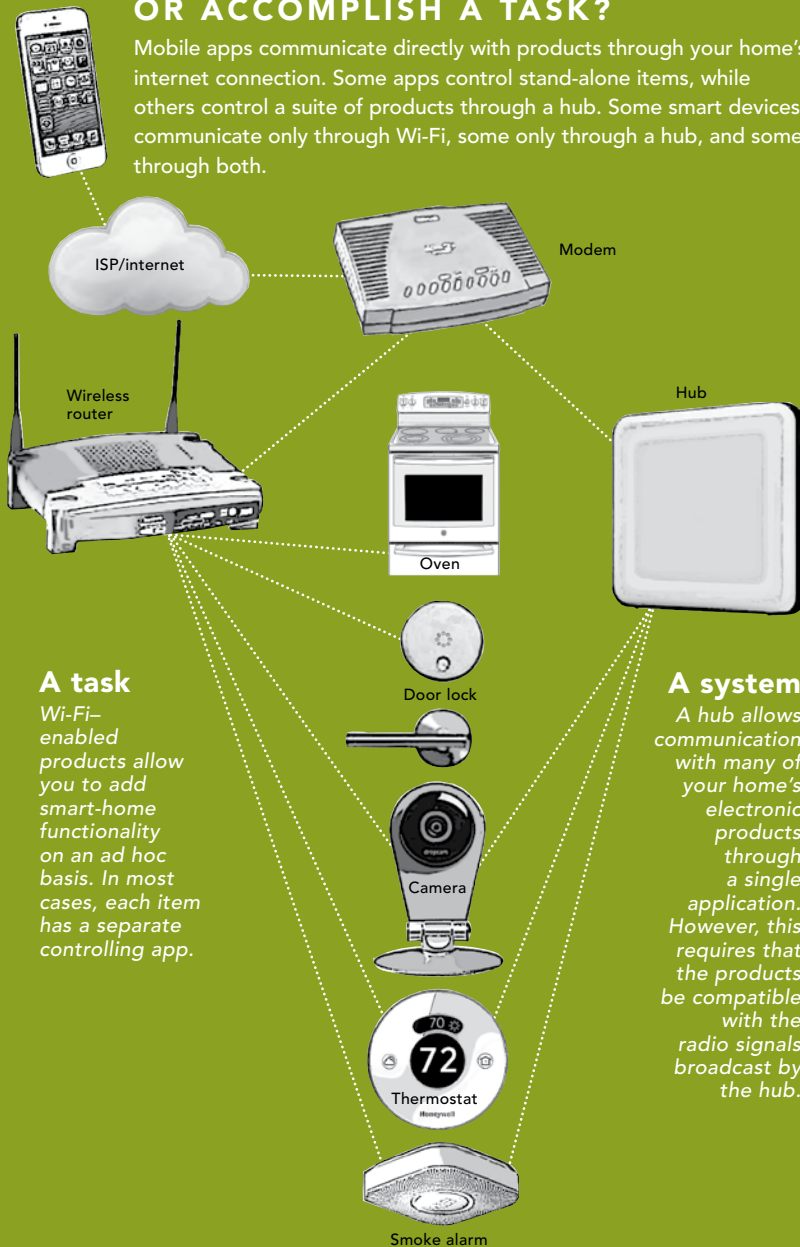 OR ACCOMPLISH A TASK?
Mobile apps communicate directly with products through your home's
internet connection. Some apps control stand-alone items, while
others control a suite of products through a hub. Some smart devices
communicate only through Wi-Fi, some only through a hub, and some
through both.
ISP/internet
Modem
Wireless
router
Hub
Oven
Door lock
A task
Wi-Fi–
enabled
products allow
you to add
smart-home
functionality
on an ad hoc
basis. In most
cases, each item
has a separate
controlling app.
A system
A hub allows
communication
with many of
your home's
electronic
products
through
a single
application.
However, this
requires that
the products
be compatible
with the
radio signals
broadcast by
the hub.
dropcam
Camera
70
72
Thermostat
Honeywell
Smoke alarm